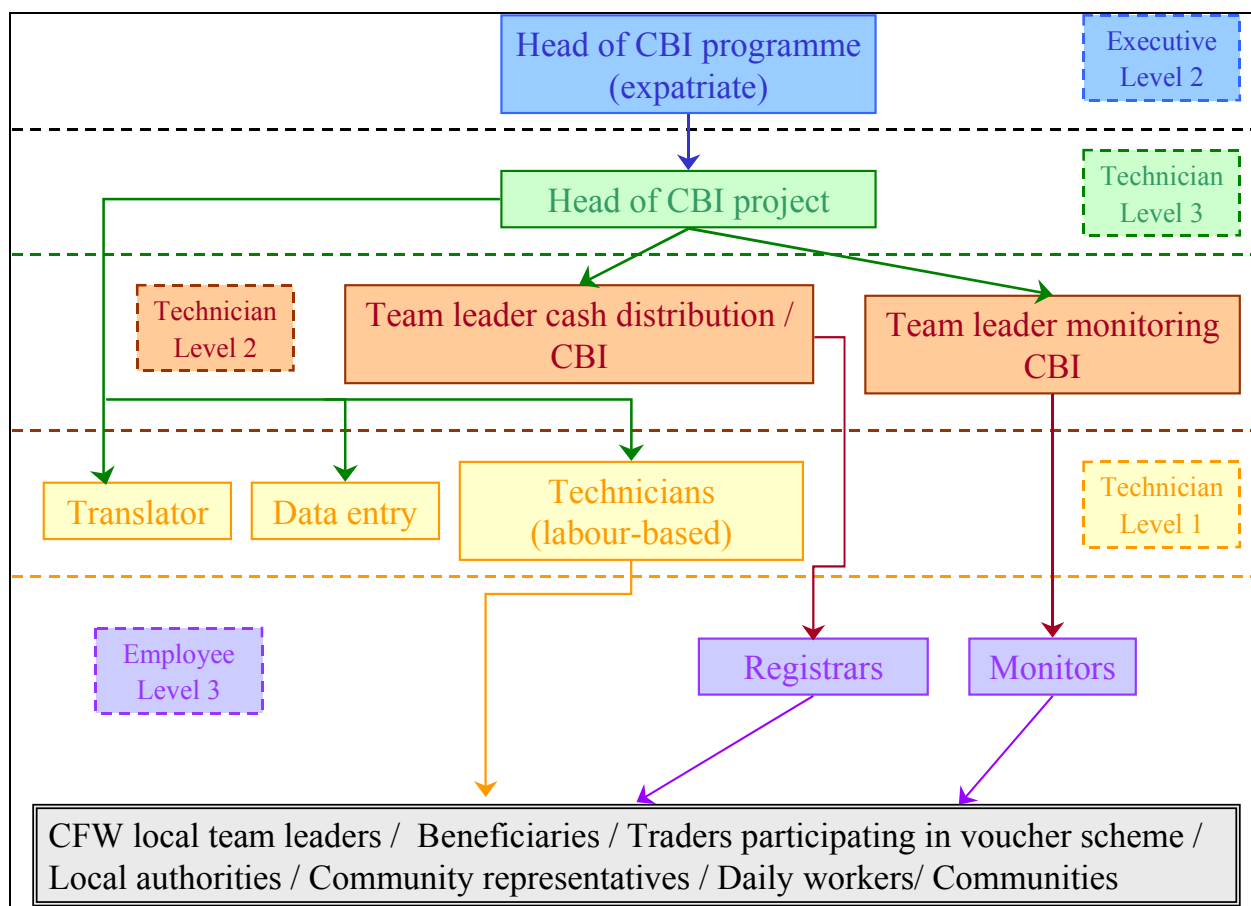 Head of CBI programme
(expatriate)
Executive
Level 2
Head of CBI project
Technician
Level 3
Technician
Level 2
Team leader cash distribution /
CBI
Team leader monitoring
CBI
Translator
Data entry
Technicians
(labour-based)
Technician
Level 1
Employee
Level 3
Registrars
Monitors
CFW local team leaders /  Beneficiaries / Traders participating in voucher scheme /
Local authorities / Community representatives / Daily workers/ Communities